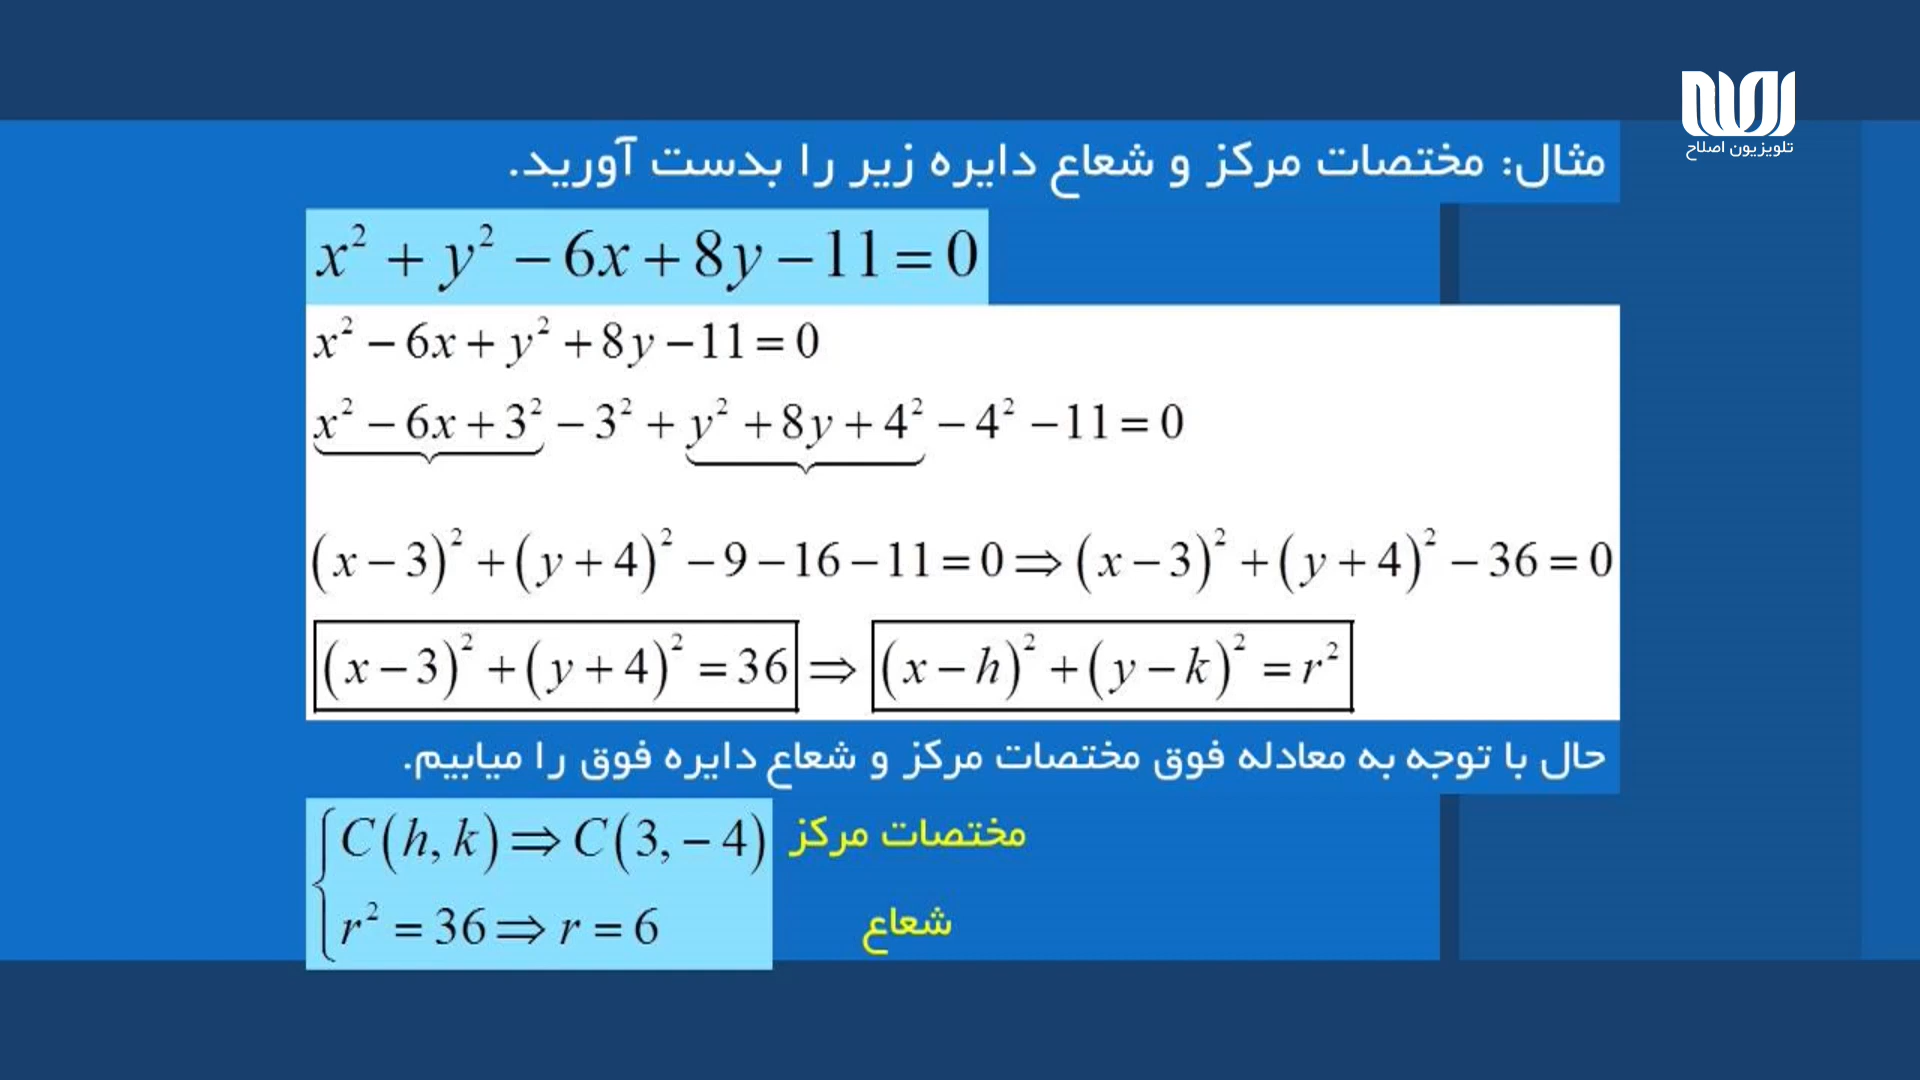 تلویزیون اصلاح
مثال: مختصات مرکز و شعاع دایره زیر را بدست آورید.
x² + y² − 6x + 8y − 11 = 0
x² − 6x + y² + 8y − 11 = 0
x² − 6x + 3² − 3² + y² + 8y + 4² − 4² − 11 = 0
(x − 3)² + (y + 4)² − 9 − 16 − 11 = 0 ⇒ (x − 3)² + (y + 4)² − 36 = 0
(x − 3)² + (y + 4)² = 36 ⇒ (x − h)² + (y − k)² = r²
حال با توجه به معادله فوق مختصات مرکز و شعاع دایره فوق را میابیم.
C(h, k) ⇒ C(3, − 4) مختصات مرکز
r² = 36 ⇒ r = 6 شعاع